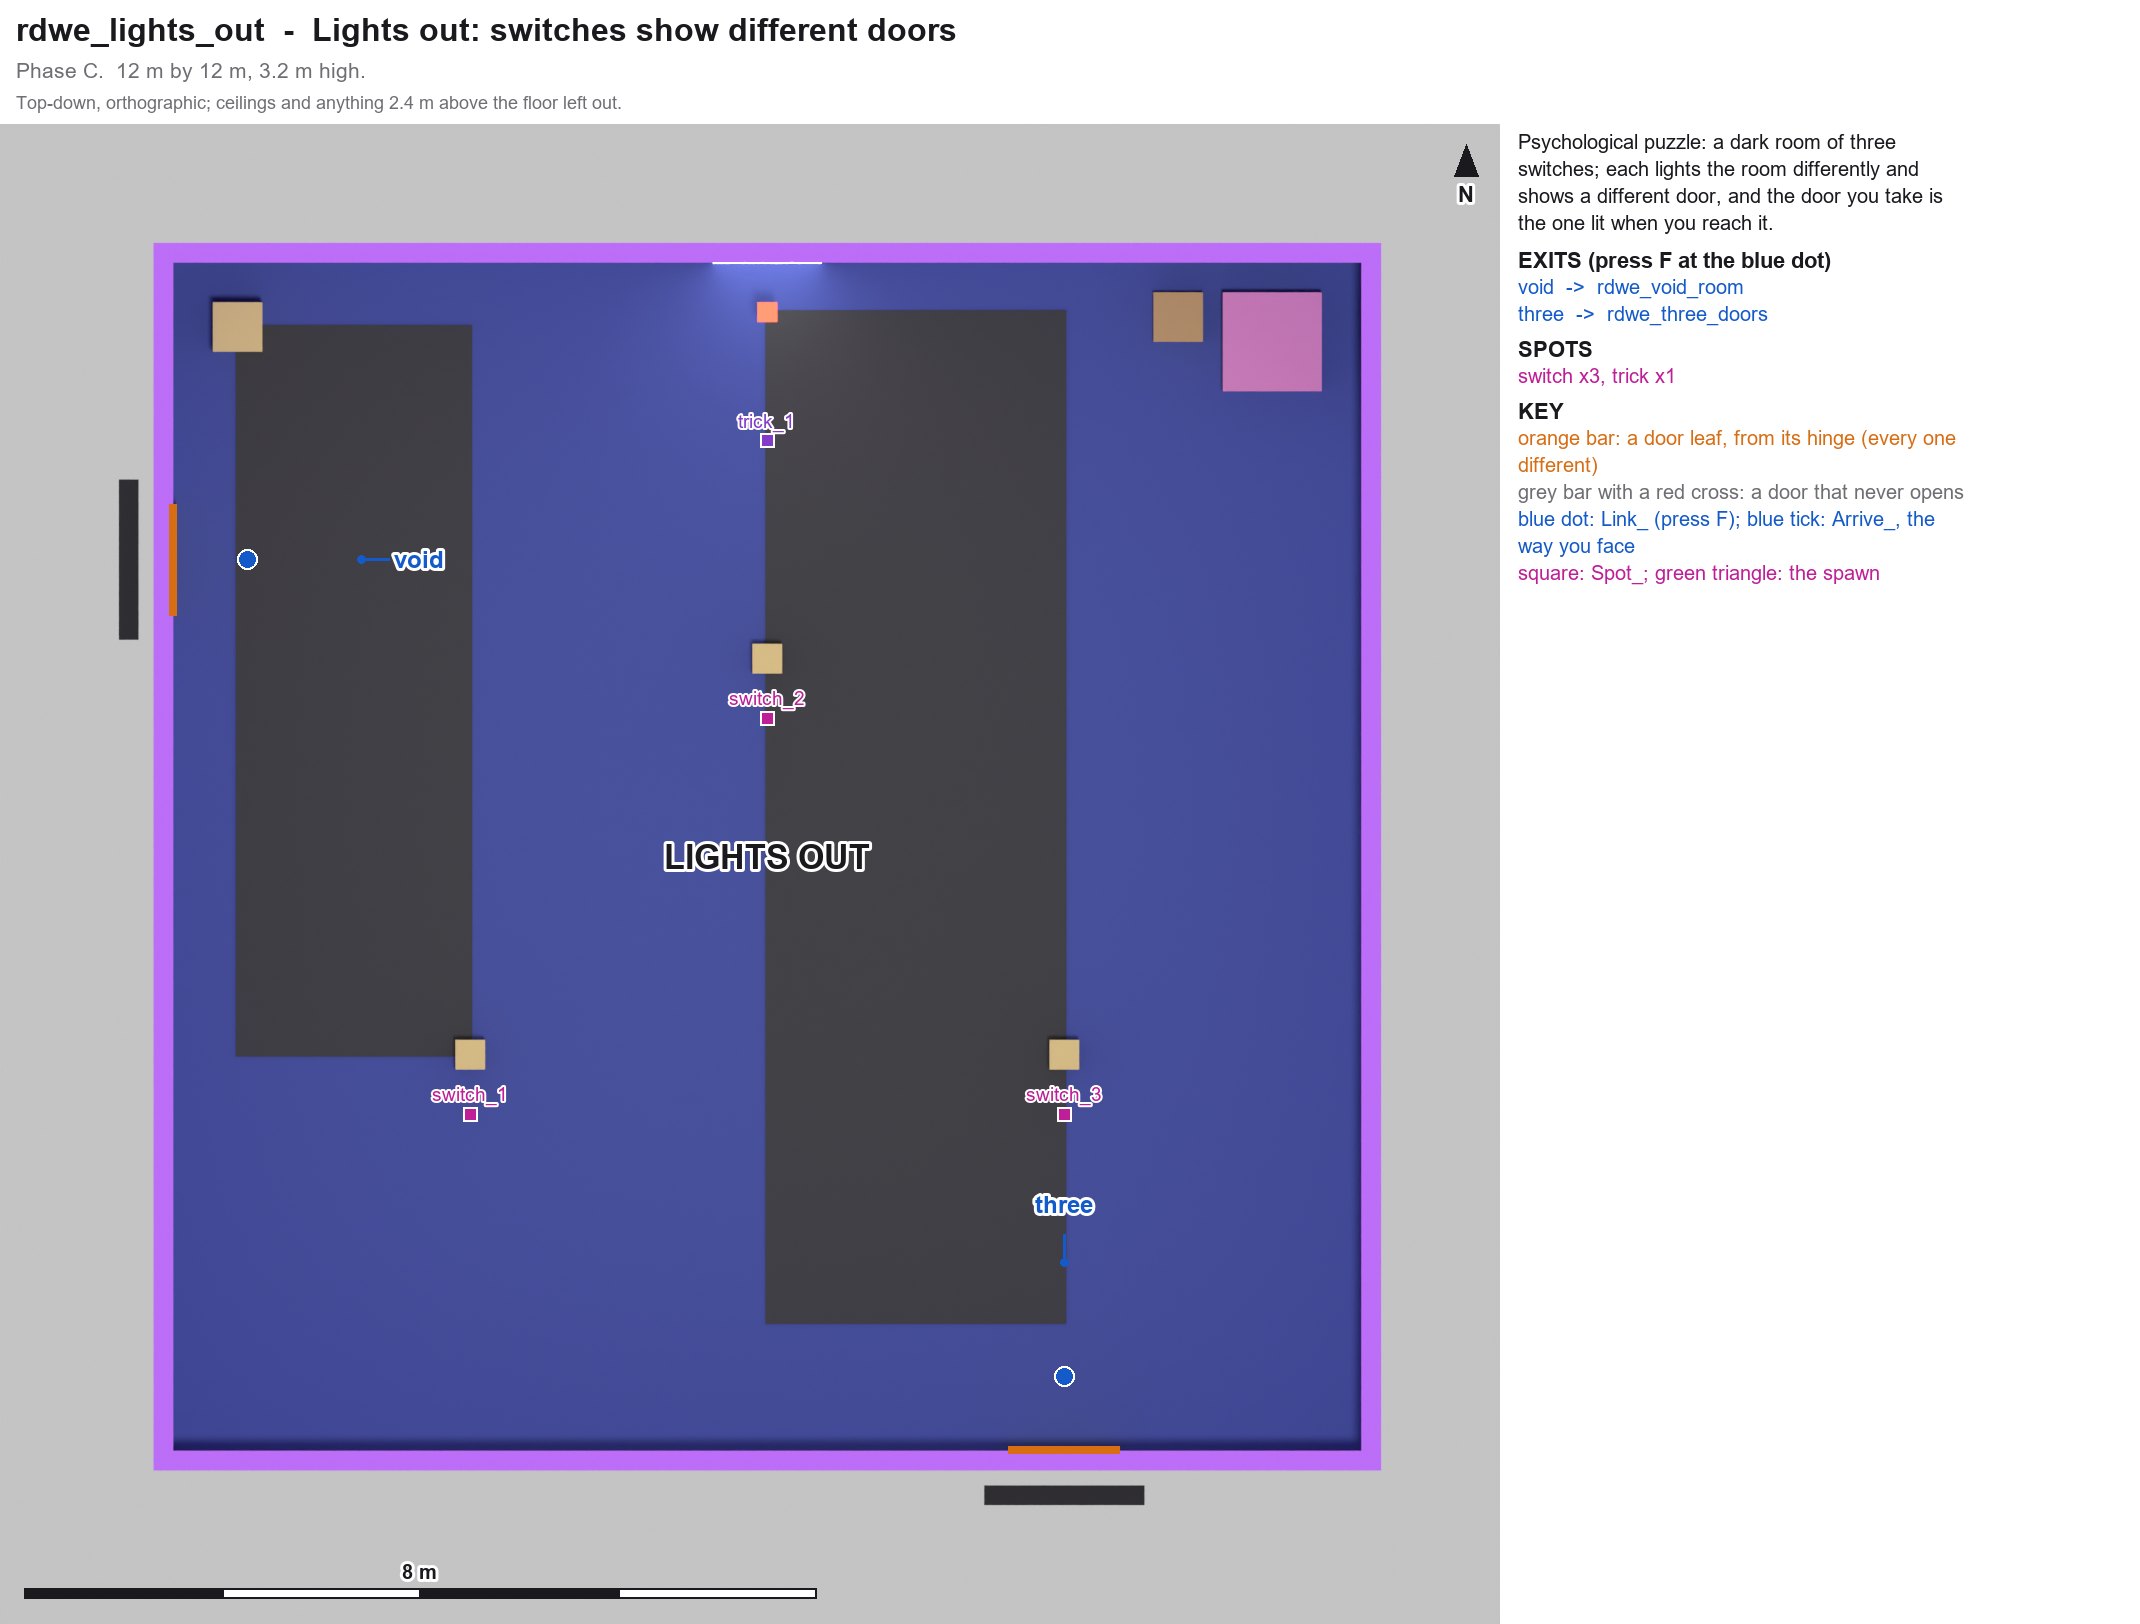 rdwe_lights_out  -  Lights out: switches show different doors
Phase C.  12 m by 12 m, 3.2 m high.
Top-down, orthographic; ceilings and anything 2.4 m above the floor left out.
N
trick_1
void
switch_2
LIGHTS OUT
switch_1
switch_3
three
8 m
Psychological puzzle: a dark room of three
switches; each lights the room differently and
shows a different door, and the door you take is
the one lit when you reach it.
EXITS (press F at the blue dot)
void  ->  rdwe_void_room
three  ->  rdwe_three_doors
SPOTS
switch x3, trick x1
KEY
orange bar: a door leaf, from its hinge (every one
different)
grey bar with a red cross: a door that never opens
blue dot: Link_ (press F); blue tick: Arrive_, the
way you face
square: Spot_; green triangle: the spawn